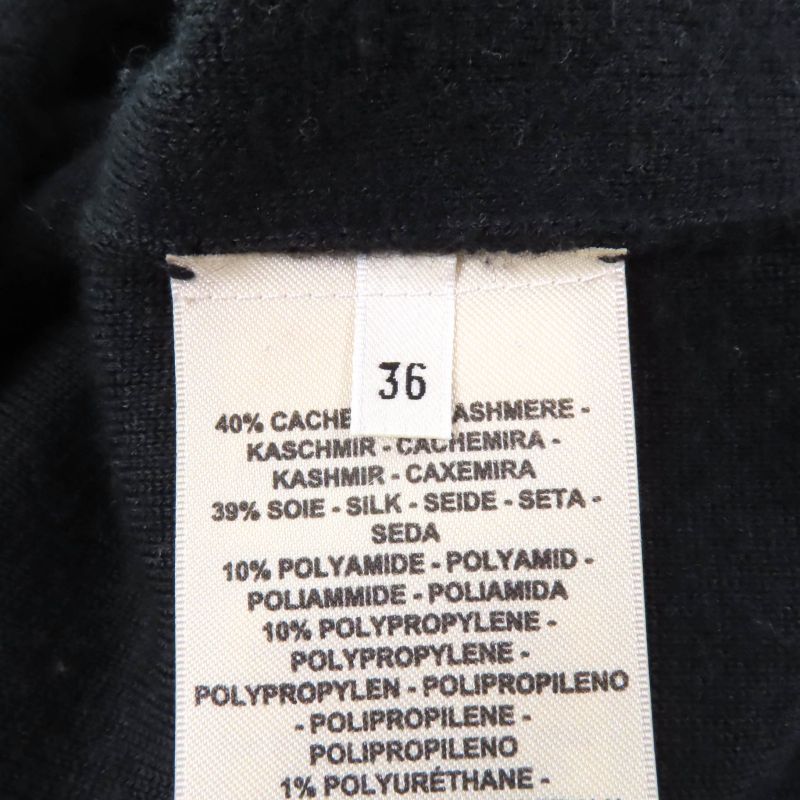 36
40% CACHE ASHMERE -
KASCHMIR - CACHEMIRA -
KASHMIR - CAXEMIRA
39% SOIE - SILK - SEIDE - SETA -
SEDA
10% POLYAMIDE - POLYAMID -
POLIAMMIDE - POLIAMIDA
10% POLYPROPYLENE -
POLYPROPYLENE -
POLYPROPYLEN - POLIPROPILENO
- POLIPROPILENE -
POLIPROPILENO
1% POLYURÉTHANE -